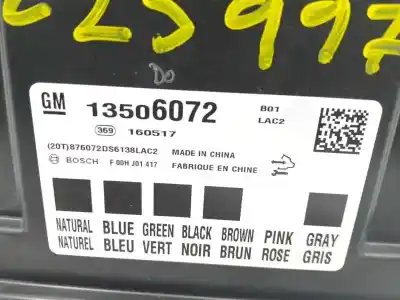 CLS997
DO
GM 13506072 B01
369 160517 LAC2
(20T)876072DS6138LAC2 MADE IN CHINA
BOSCH F 00H J01 417 FABRIQUE EN CHINE
NATURAL BLUE GREEN BLACK BROWN PINK GRAY
NATUREL BLEU VERT NOIR BRUN ROSE GRIS